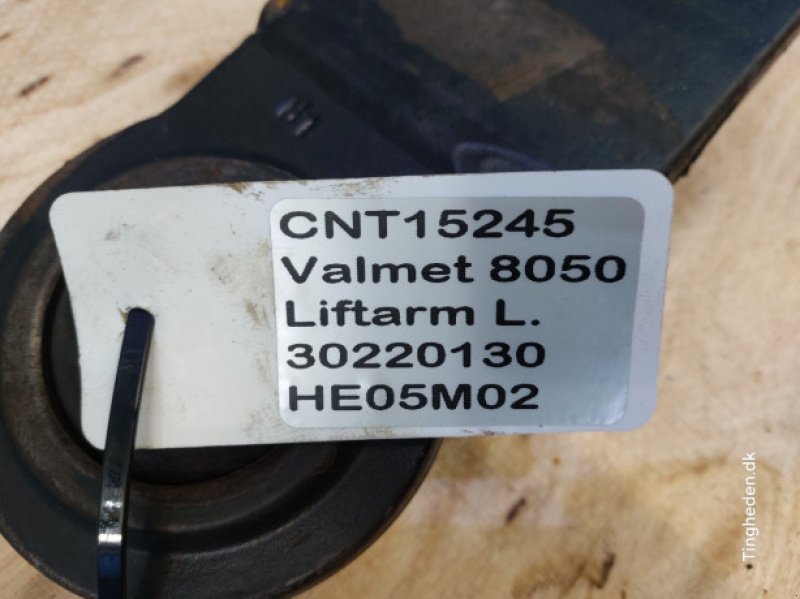 CNT15245
Valmet 8050
Liftarm L.
30220130
HE05M02
Tingheden.dk